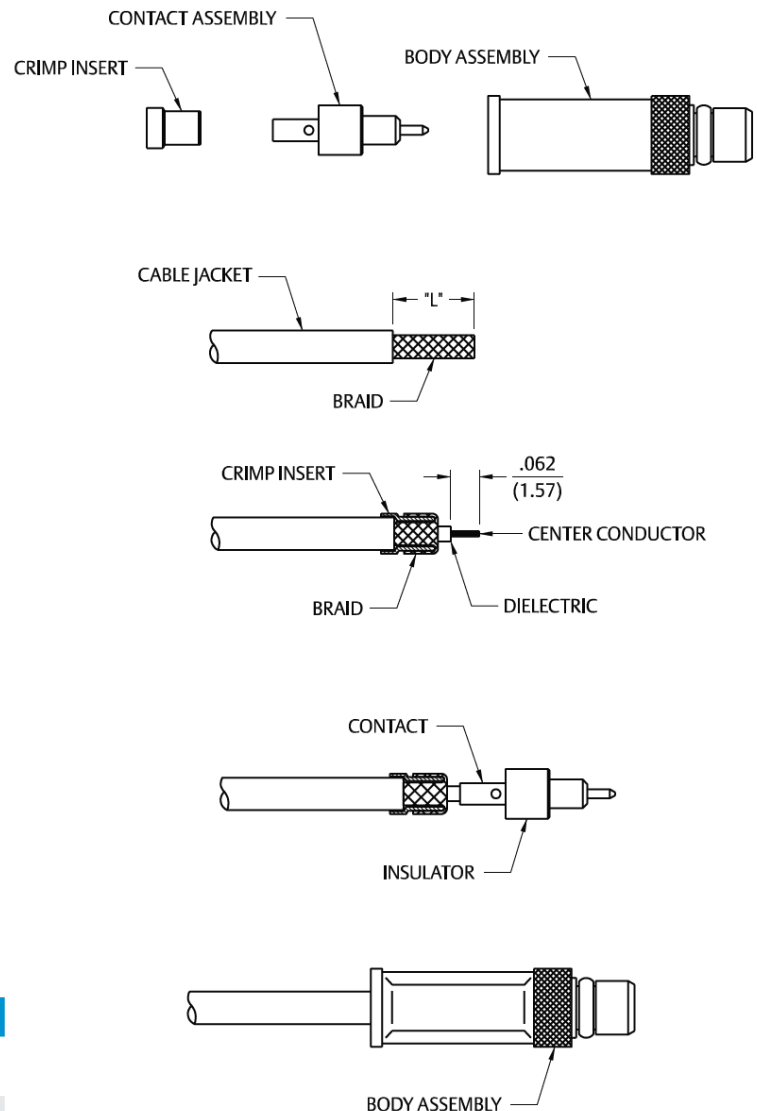 CONTACT ASSEMBLY
CRIMP INSERT
BODY ASSEMBLY
CABLE JACKET
"L"
BRAID
CRIMP INSERT
.062
(1.57)
CENTER CONDUCTOR
BRAID
DIELECTRIC
CONTACT
INSULATOR
BODY ASSEMBLY